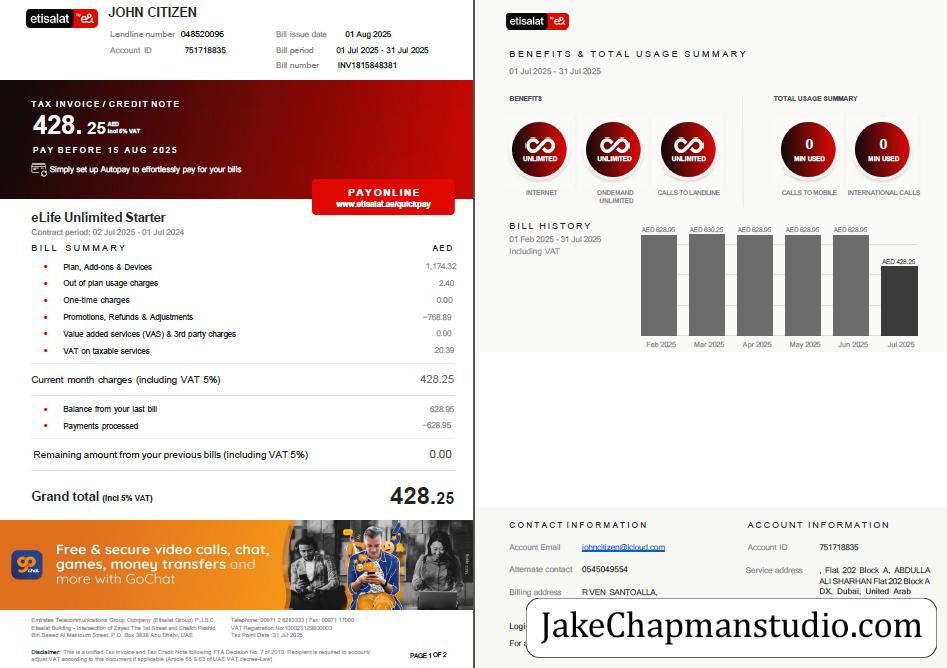 etisalat by e&
JOHN CITIZEN
Landline number 048520096
Account ID 751718835
Bill issue date 01 Aug 2025
Bill period 01 Jul 2025 - 31 Jul 2025
Bill number INV1815848381
TAX INVOICE / CREDIT NOTE
428. 25 AED Incl 5% VAT
PAY BEFORE 15 AUG 2025
Simply set up Autopay to effortlessly pay for your bills
PAYONLINE
www.etisalat.ae/quickpay
eLife Unlimited Starter
Contract period: 02 Jul 2025 - 01 Jul 2024
BILL SUMMARY AED
• Plan, Add-ons & Devices 1,174.32
• Out of plan usage charges 2.40
• One-time charges 0.00
• Promotions, Refunds & Adjustments −768.89
• Value added services (VAS) & 3rd party charges 0.00
• VAT on taxable services 20.39
Current month charges (including VAT 5%) 428.25
• Balance from your last bill 628.95
• Payments processed −628.95
Remaining amount from your previous bills (including VAT 5%) 0.00
Grand total (Incl 5% VAT) 428.25
go chat
Free & secure video calls, chat,
games, money transfers and
more with GoChat
Emirates Telecommunications Group Company (Etisalat Group) P.J.S.C.
Etisalat Building - Intersection of Zayed The 1st Street and Sheikh Rashid
Bin Saeed Al Maktoum Street. P.O. Box 3838 Abu Dhabi, UAE
Telephone: 00971 2 6283333 | Fax: 00971 17000
VAT Registration No:100023129800003
Tax Point Date :31 Jul 2025
Disclaimer: This is a unified Tax Invoice and Tax Credit Note following FTA Decision No. 7 of 2019. Recipient is required to account/
adjust VAT according to this document if applicable (Article 55 & 63 of UAE VAT decree-Law)
PAGE 1 OF 2
etisalat by e&
BENEFITS & TOTAL USAGE SUMMARY
01 Jul 2025 - 31 Jul 2025
BENEFITS
TOTAL USAGE SUMMARY
UNLIMITED
UNLIMITED
UNLIMITED
0 MIN USED
0 MIN USED
INTERNET
ONDEMAND
UNLIMITED
CALLS TO LANDLINE
CALLS TO MOBILE
INTERNATIONAL CALLS
BILL HISTORY
01 Feb 2025 - 31 Jul 2025
Including VAT
AED 628.95
AED 630.25
AED 628.95
AED 628.95
AED 628.95
AED 428.25
Feb 2025
Mar 2025
Apr 2025
May 2025
Jun 2025
Jul 2025
CONTACT INFORMATION
Account Email johncitizen@icloud.com
Alternate contact 0545049554
Billing address R VEN SANTOALLA,
ACCOUNT INFORMATION
Account ID 751718835
Service address , Flat 202 Block A, ABDULLA
ALI SHARHAN Flat 202 Block A
DX, Dubai, United Arab
JakeChapmanstudio.com